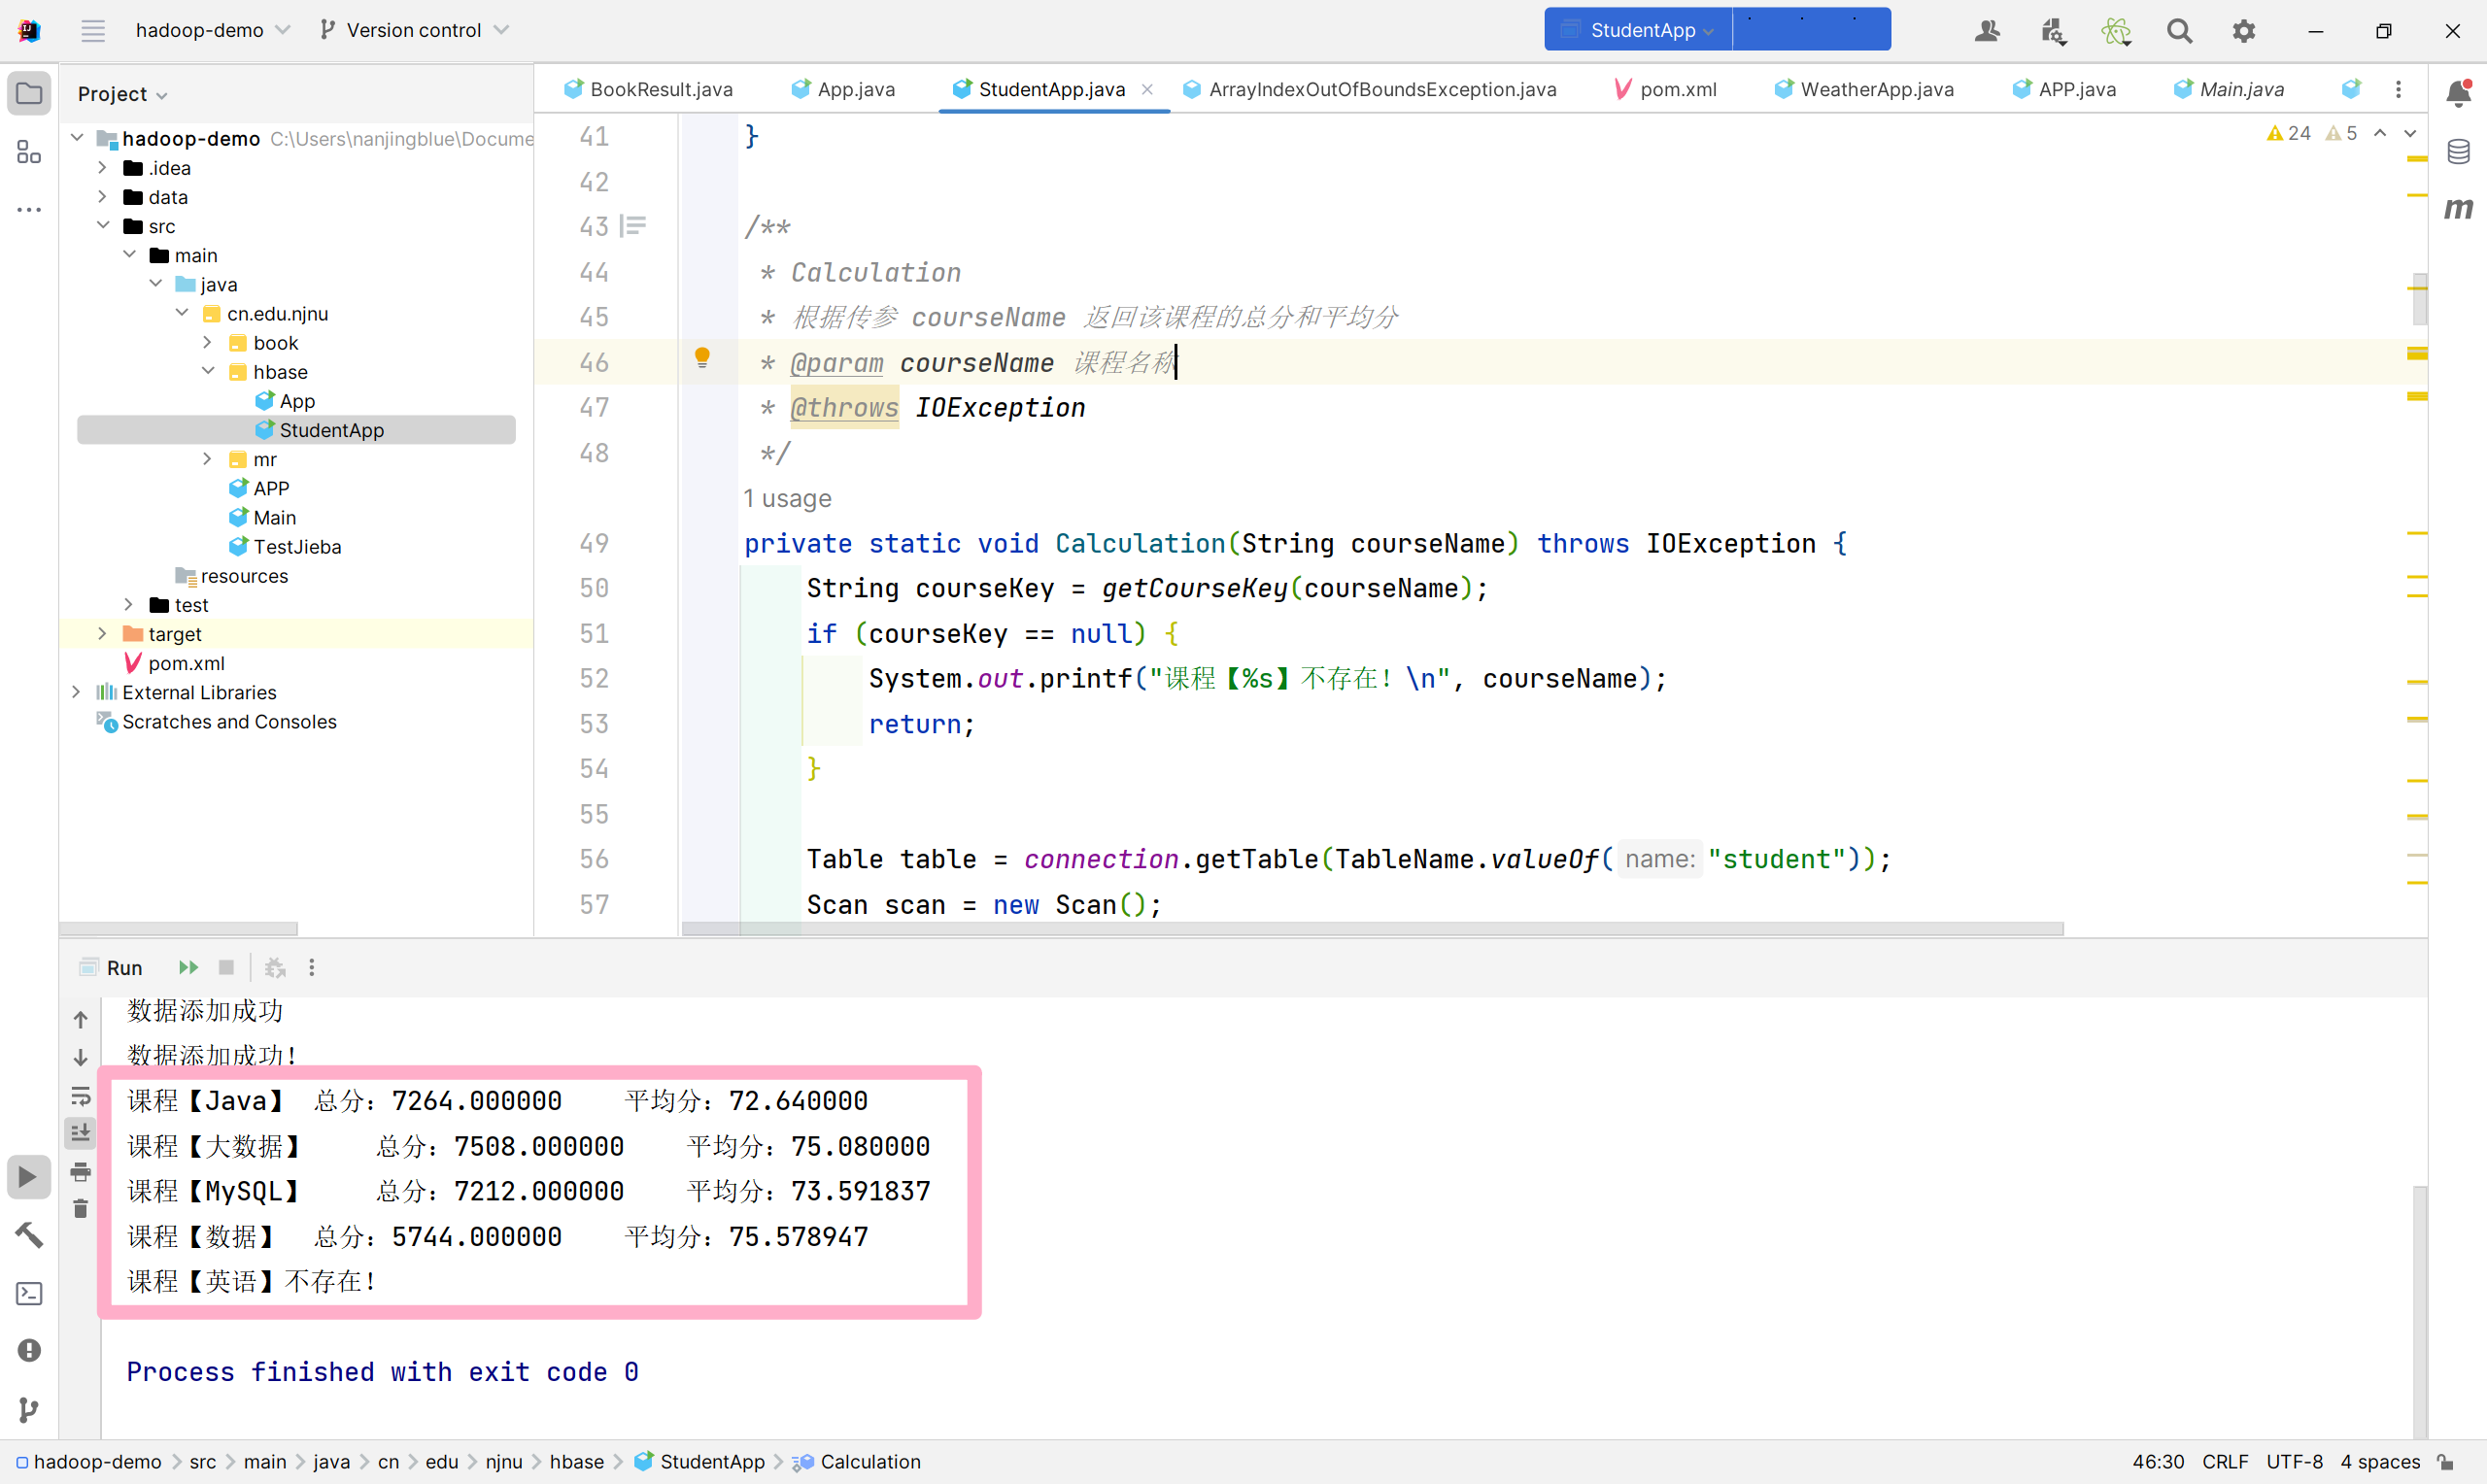 hadoop-demo Version control StudentApp
Project
BookResult.java App.java StudentApp.java ArrayIndexOutOfBoundsException.java pom.xml WeatherApp.java APP.java Main.java
hadoop-demo C:\Users\nanjingblue\Docume
.idea
data
src
main
java
cn.edu.njnu
book
hbase
App
StudentApp
mr
APP
Main
TestJieba
resources
test
target
pom.xml
External Libraries
Scratches and Consoles
24 5
41 }
42
43 /**
44 * Calculation
45 * 根据传参 courseName 返回该课程的总分和平均分
46 * @param courseName 课程名称
47 * @throws IOException
48 */
1 usage
49 private static void Calculation(String courseName) throws IOException {
50 String courseKey = getCourseKey(courseName);
51 if (courseKey == null) {
52 System.out.printf("课程【%s】不存在！\n", courseName);
53 return;
54 }
55
56 Table table = connection.getTable(TableName.valueOf( name: "student"));
57 Scan scan = new Scan();
Run
数据添加成功
数据添加成功！
课程【Java】 总分：7264.000000 平均分：72.640000
课程【大数据】 总分：7508.000000 平均分：75.080000
课程【MySQL】 总分：7212.000000 平均分：73.591837
课程【数据】 总分：5744.000000 平均分：75.578947
课程【英语】不存在！
Process finished with exit code 0
hadoop-demo src main java cn edu njnu hbase StudentApp Calculation
46:30 CRLF UTF-8 4 spaces